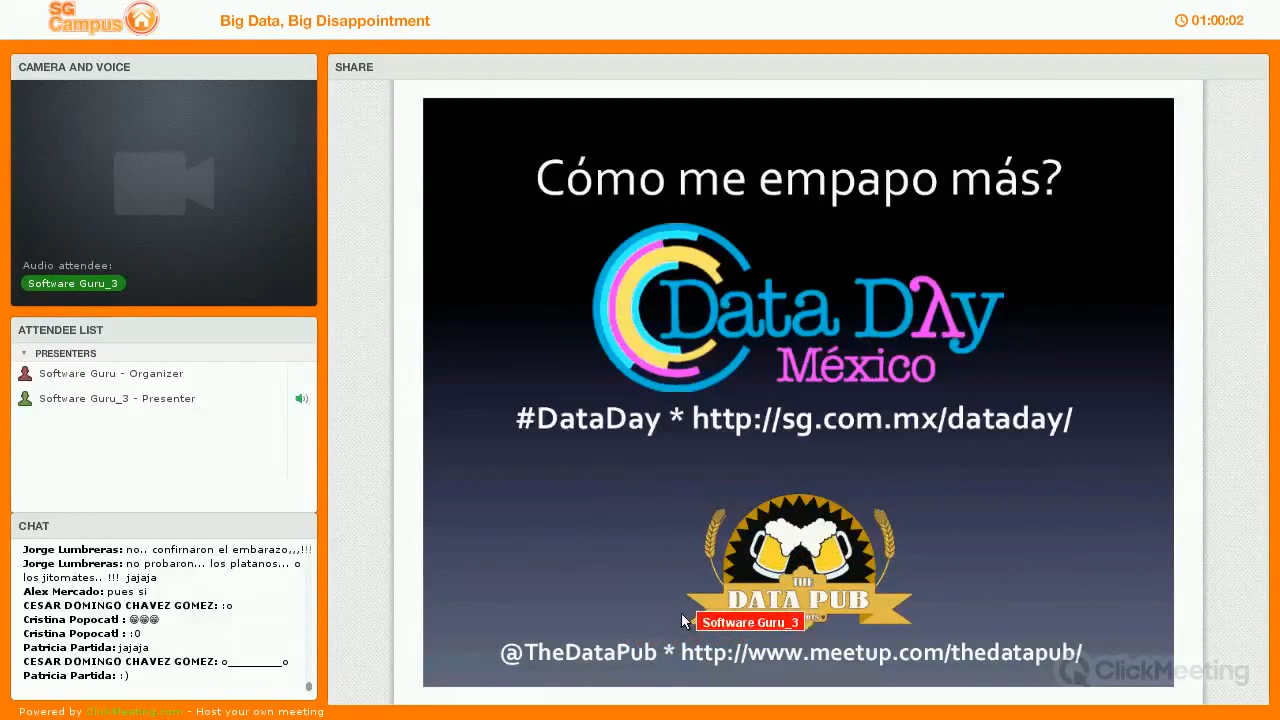 SG
Campus
Big Data, Big Disappointment
01:00:02
CAMERA AND VOICE
Audio attendee:
Software Guru_3
ATTENDEE LIST
PRESENTERS
Software Guru - Organizer
Software Guru_3 - Presenter
CHAT
Jorge Lumbreras: no.. confirmaron el embarazo,,,!!!
Jorge Lumbreras: no probaron... los platanos... o
los jitomates.. !!! jajaja
Alex Mercado: pues si
CESAR DOMINGO CHAVEZ GOMEZ: :o
Cristina Popocatl : 😁😁😁
Cristina Popocatl : :O
Patricia Partida: jajaja
CESAR DOMINGO CHAVEZ GOMEZ: o_________o
Patricia Partida: :)
Powered by ClickMeeting.com - Host your own meeting
SHARE
Cómo me empapo más?
Data Dλy
México
#DataDay * http://sg.com.mx/dataday/
THE
DATA PUB
Software Guru_3
@TheDataPub * http://www.meetup.com/thedatapub/
ClickMeeting